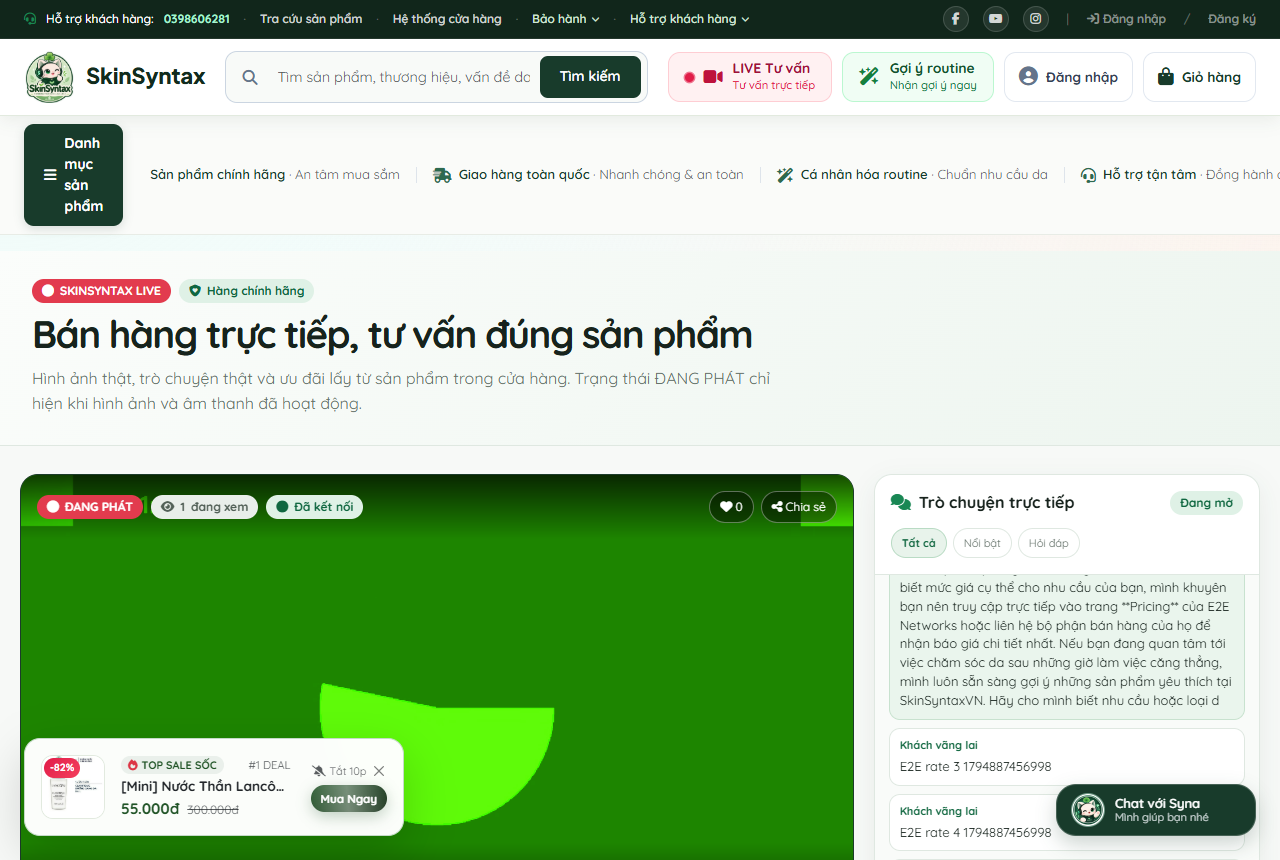 Hỗ trợ khách hàng: 0398606281 · Tra cứu sản phẩm · Hệ thống cửa hàng · Bảo hành · Hỗ trợ khách hàng | Đăng nhập / Đăng ký
SkinSyntax
Tìm sản phẩm, thương hiệu, vấn đề da
Tìm kiếm
LIVE Tư vấn
Tư vấn trực tiếp
Gợi ý routine
Nhận gợi ý ngay
Đăng nhập
Giỏ hàng
Danh mục sản phẩm
Sản phẩm chính hãng · An tâm mua sắm
Giao hàng toàn quốc · Nhanh chóng & an toàn
Cá nhân hóa routine · Chuẩn nhu cầu da
Hỗ trợ tận tâm · Đồng hành
SKINSYNTAX LIVE
Hàng chính hãng
Bán hàng trực tiếp, tư vấn đúng sản phẩm
Hình ảnh thật, trò chuyện thật và ưu đãi lấy từ sản phẩm trong cửa hàng. Trạng thái ĐANG PHÁT chỉ
hiện khi hình ảnh và âm thanh đã hoạt động.
ĐANG PHÁT
1 đang xem
Đã kết nối
0
Chia sẻ
-82%
TOP SALE SỐC
#1 DEAL
[Mini] Nước Thần Lancô...
55.000đ 300.000đ
Tắt 10p
Mua Ngay
Trò chuyện trực tiếp
Đang mở
Tất cả
Nổi bật
Hỏi đáp
biết mức giá cụ thể cho nhu cầu của bạn, mình khuyên
bạn nên truy cập trực tiếp vào trang **Pricing** của E2E
Networks hoặc liên hệ bộ phận bán hàng của họ để
nhận báo giá chi tiết nhất. Nếu bạn đang quan tâm tới
việc chăm sóc da sau những giờ làm việc căng thẳng,
mình luôn sẵn sàng gợi ý những sản phẩm yêu thích tại
SkinSyntaxVN. Hãy cho mình biết nhu cầu hoặc loại d
Khách vãng lai
E2E rate 3 1794887456998
Khách vãng lai
E2E rate 4 1794887456998
Chat với Syna
Mình giúp bạn nhé